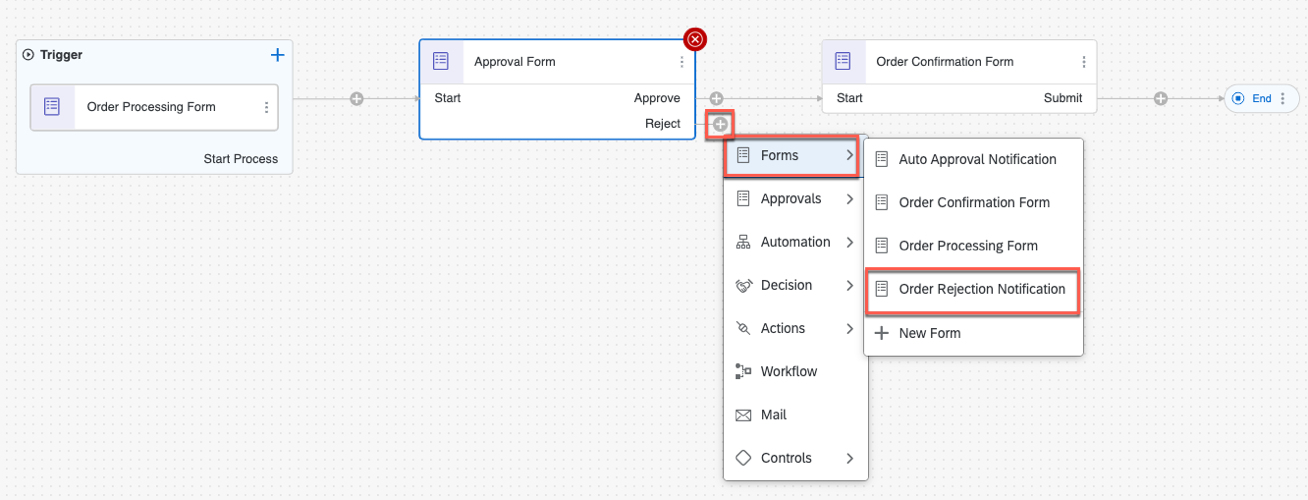 Trigger
Order Processing Form
Start Process
Approval Form
Start
Approve
Reject
Order Confirmation Form
Start
Submit
End
Forms
Approvals
Automation
Decision
Actions
Workflow
Mail
Controls
Auto Approval Notification
Order Confirmation Form
Order Processing Form
Order Rejection Notification
New Form